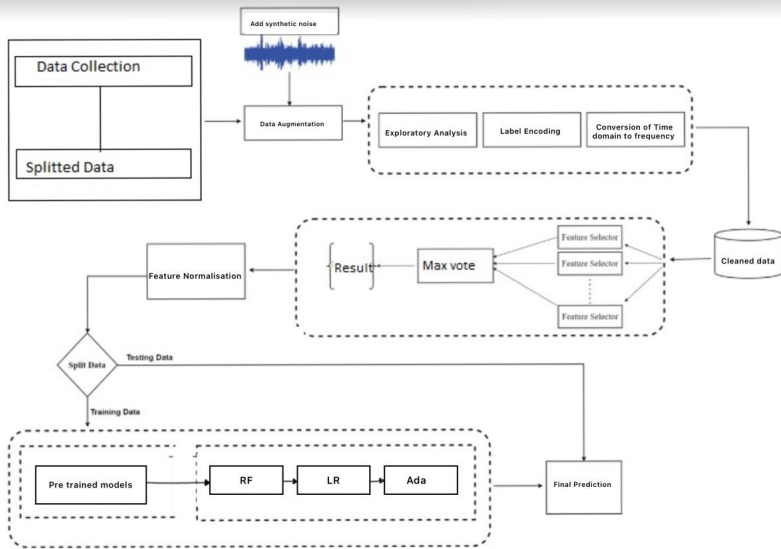 Add synthetic noise
Data Collection
Splitted Data
Data Augmentation
Exploratory Analysis
Label Encoding
Conversion of Time
domain to frequency
Cleaned data
Feature Selector
Feature Selector
Feature Selector
Max vote
Result
Feature Normalisation
Split Data
Testing Data
Training Data
Pre trained models
RF
LR
Ada
Final Prediction